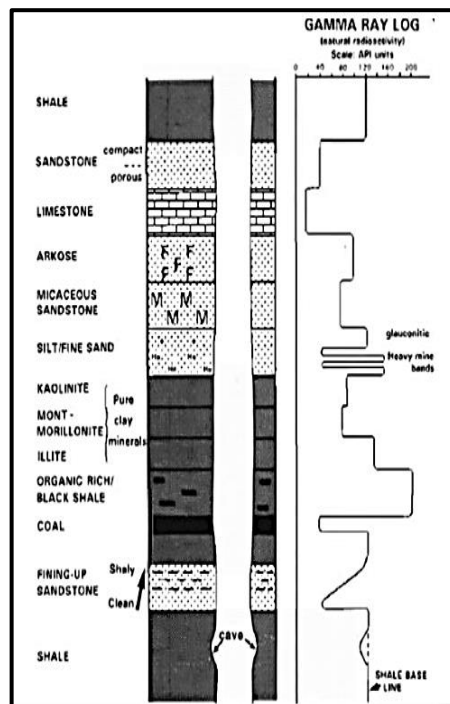 GAMMA RAY LOG
(natural radioactivity)
Scale: API units
0 40 80 120 160 200
SHALE
SANDSTONE compact
porous
LIMESTONE
ARKOSE
F F
F
F F
MICACEOUS
SANDSTONE
M M
M M
glauconitic
SILT/FINE SAND
Heavy mine
bands
KAOLINITE
MONT-
MORILLONITE
ILLITE
Pure
clay
minerals
ORGANIC RICH/
BLACK SHALE
COAL
FINING-UP
SANDSTONE
Shaly
Clean
cave
SHALE
SHALE BASE
LINE